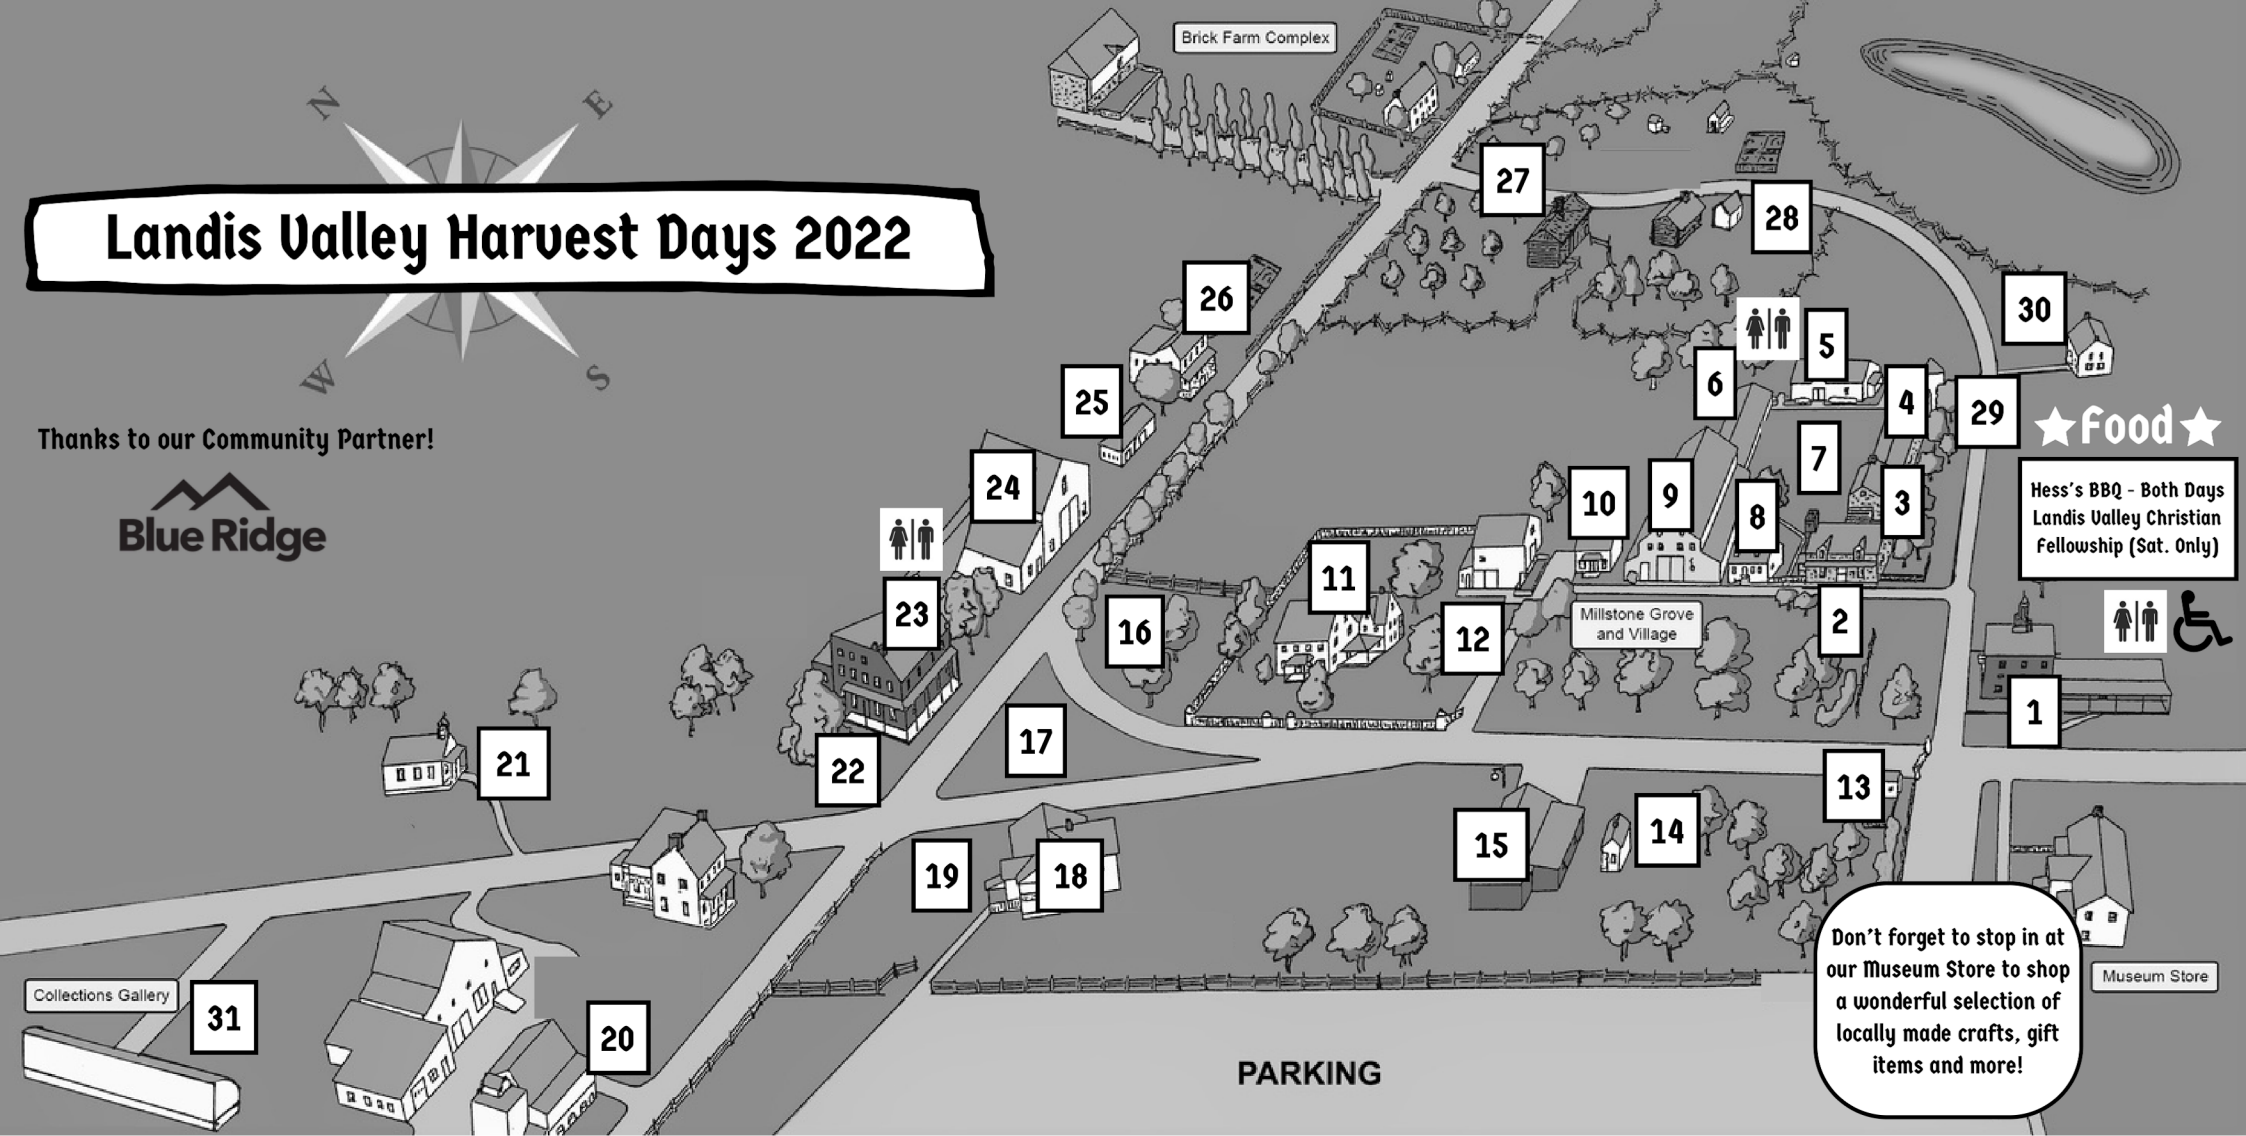 Brick Farm Complex
N
E
Landis Valley Harvest Days 2022
W
S
Thanks to our Community Partner!
Blue Ridge
27
28
26
30
25
5
6
4
29
Food
Hess's BBQ - Both Days
Landis Valley Christian
Fellowship (Sat. Only)
7
24
10
9
8
3
11
23
16
12
Millstone Grove
and Village
2
1
17
21
22
13
15
14
19
18
Don't forget to stop in at
our Museum Store to shop
a wonderful selection of
locally made crafts, gift
items and more!
Museum Store
Collections Gallery
31
20
PARKING